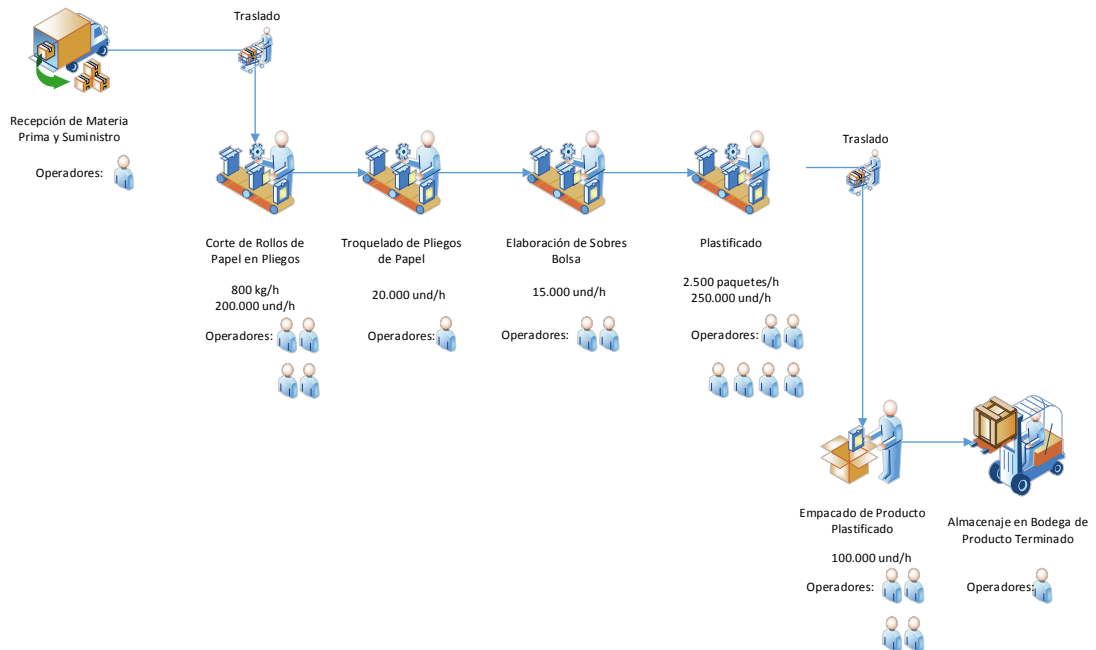 Traslado
Recepción de Materia
Prima y Suministro
Operadores:
Traslado
Corte de Rollos de
Papel en Pliegos
800 kg/h
200.000 und/h
Operadores:
Troquelado de Pliegos
de Papel
20.000 und/h
Operadores:
Elaboración de Sobres
Bolsa
15.000 und/h
Operadores:
Plastificado
2.500 paquetes/h
250.000 und/h
Operadores:
Empacado de Producto
Plastificado
100.000 und/h
Operadores:
Almacenaje en Bodega de
Producto Terminado
Operadores: